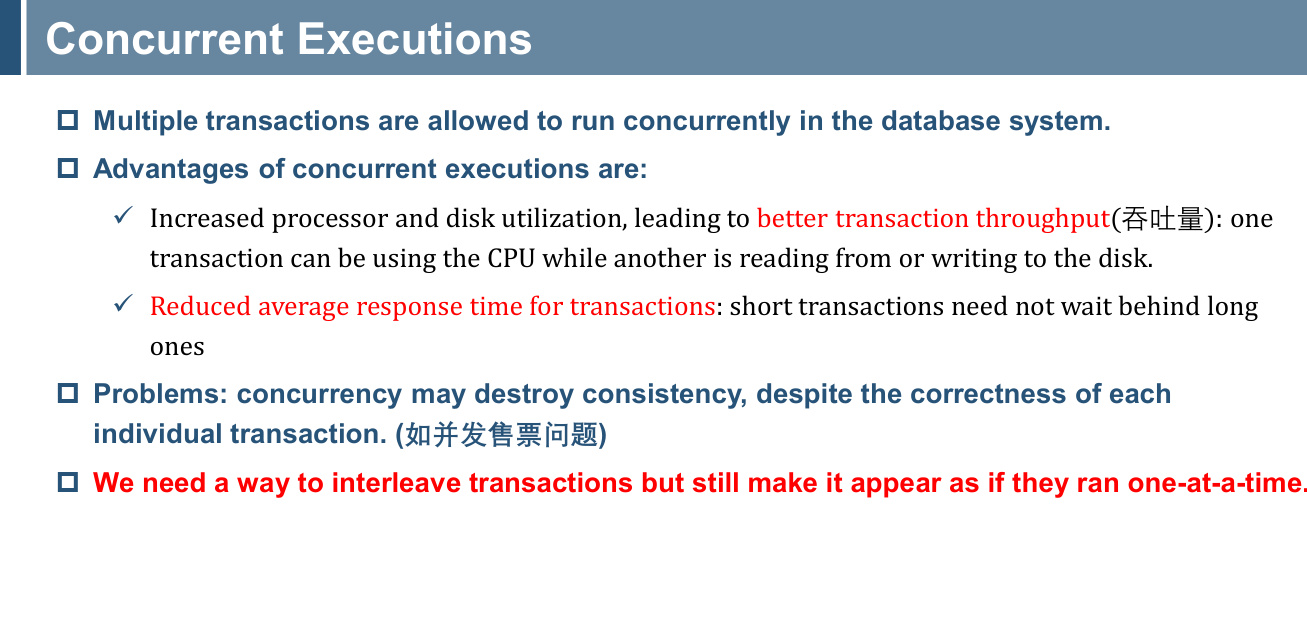 Concurrent Executions
Multiple transactions are allowed to run concurrently in the database system.
Advantages of concurrent executions are:
Increased processor and disk utilization, leading to better transaction throughput(吞吐量): one
transaction can be using the CPU while another is reading from or writing to the disk.
Reduced average response time for transactions: short transactions need not wait behind long
ones
Problems: concurrency may destroy consistency, despite the correctness of each
individual transaction. (如并发售票问题)
We need a way to interleave transactions but still make it appear as if they ran one-at-a-time.